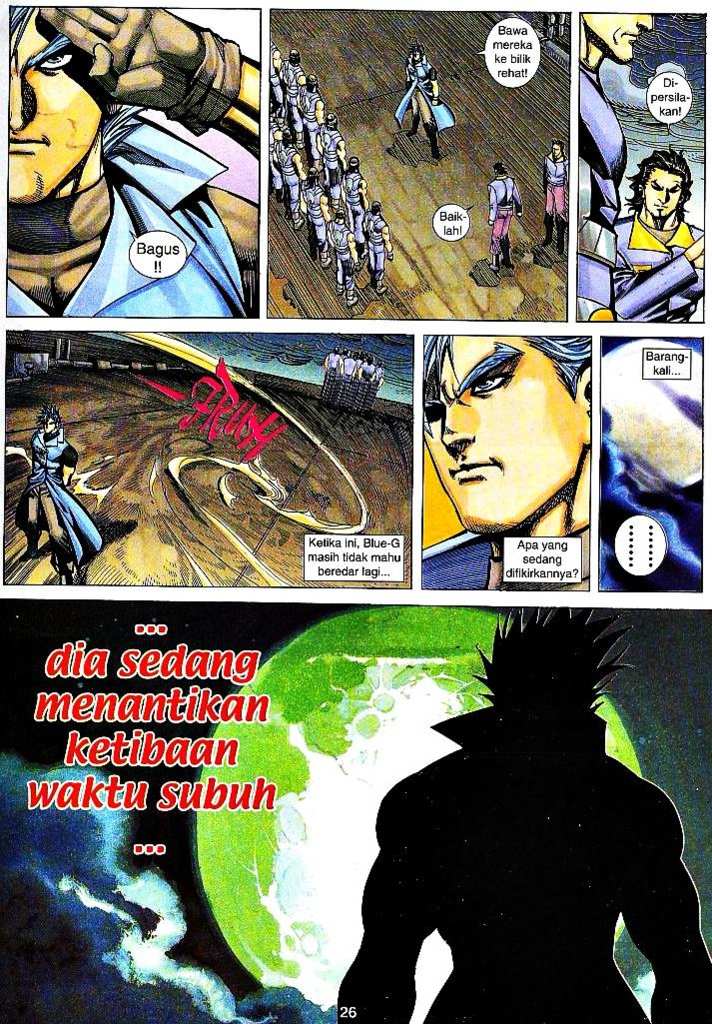 Bagus
!!
Bawa
mereka
ke bilik
rehat!
Baik-
lah!
Di-
persila-
kan!
Ketika ini, Blue-G
masih tidak mahu
beredar lagi...
Apa yang
sedang
difikirkannya?
Barang-
kali...
...
dia sedang
menantikan
ketibaan
waktu subuh
...
26